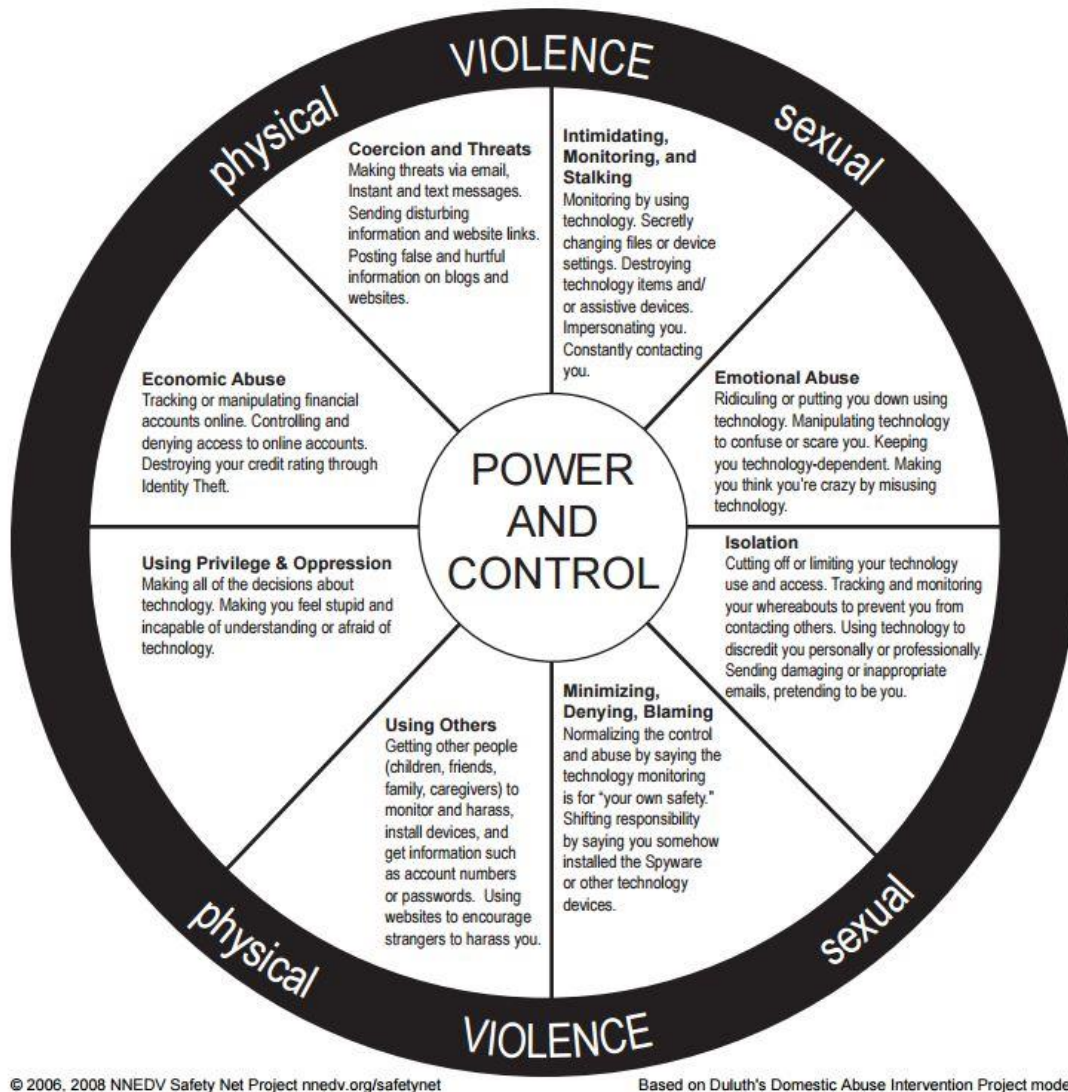 VIOLENCE
physical
sexual
Coercion and Threats
Making threats via email,
Instant and text messages.
Sending disturbing
information and website links.
Posting false and hurtful
information on blogs and
websites.
Intimidating,
Monitoring, and
Stalking
Monitoring by using
technology. Secretly
changing files or device
settings. Destroying
technology items and/
or assistive devices.
Impersonating you.
Constantly contacting
you.
Emotional Abuse
Ridiculing or putting you down using
technology. Manipulating technology
to confuse or scare you. Keeping
you technology-dependent. Making
you think you're crazy by misusing
technology.
Isolation
Cutting off or limiting your technology
use and access. Tracking and monitoring
your whereabouts to prevent you from
contacting others. Using technology to
discredit you personally or professionally.
Sending damaging or inappropriate
emails, pretending to be you.
Minimizing,
Denying, Blaming
Normalizing the control
and abuse by saying the
technology monitoring
is for “your own safety.”
Shifting responsibility
by saying you somehow
installed the Spyware
or other technology
devices.
Using Others
Getting other people
(children, friends,
family, caregivers) to
monitor and harass,
install devices, and
get information such
as account numbers
or passwords. Using
websites to encourage
strangers to harass you.
Using Privilege & Oppression
Making all of the decisions about
technology. Making you feel stupid and
incapable of understanding or afraid of
technology.
Economic Abuse
Tracking or manipulating financial
accounts online. Controlling and
denying access to online accounts.
Destroying your credit rating through
Identity Theft.
POWER
AND
CONTROL
physical
sexual
VIOLENCE
© 2006, 2008 NNEDV Safety Net Project nnedv.org/safetynet
Based on Duluth's Domestic Abuse Intervention Project mode